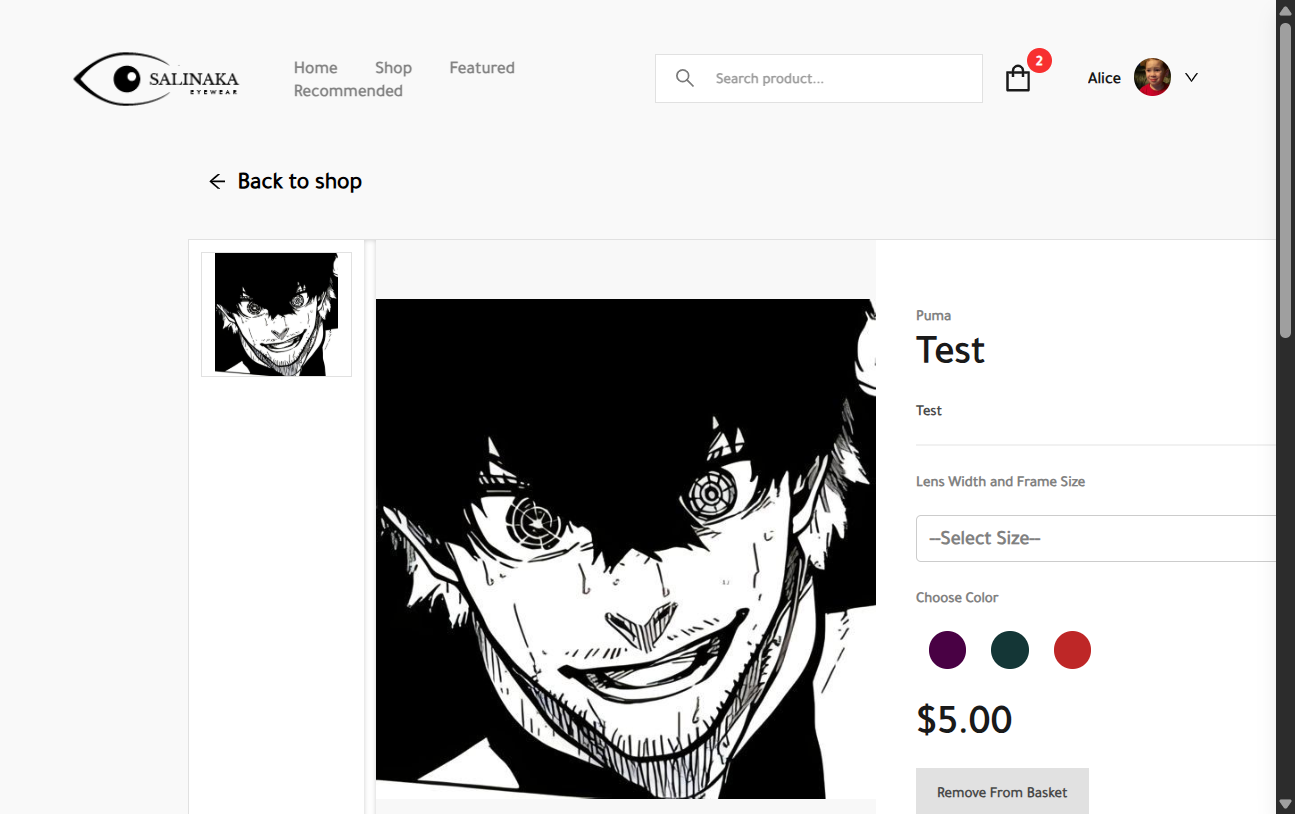 SALINAKA
EYEWEAR
Home Shop Featured
Recommended
Search product...
2
Alice
Back to shop
Puma
Test
Test
Lens Width and Frame Size
--Select Size--
Choose Color
$5.00
Remove From Basket